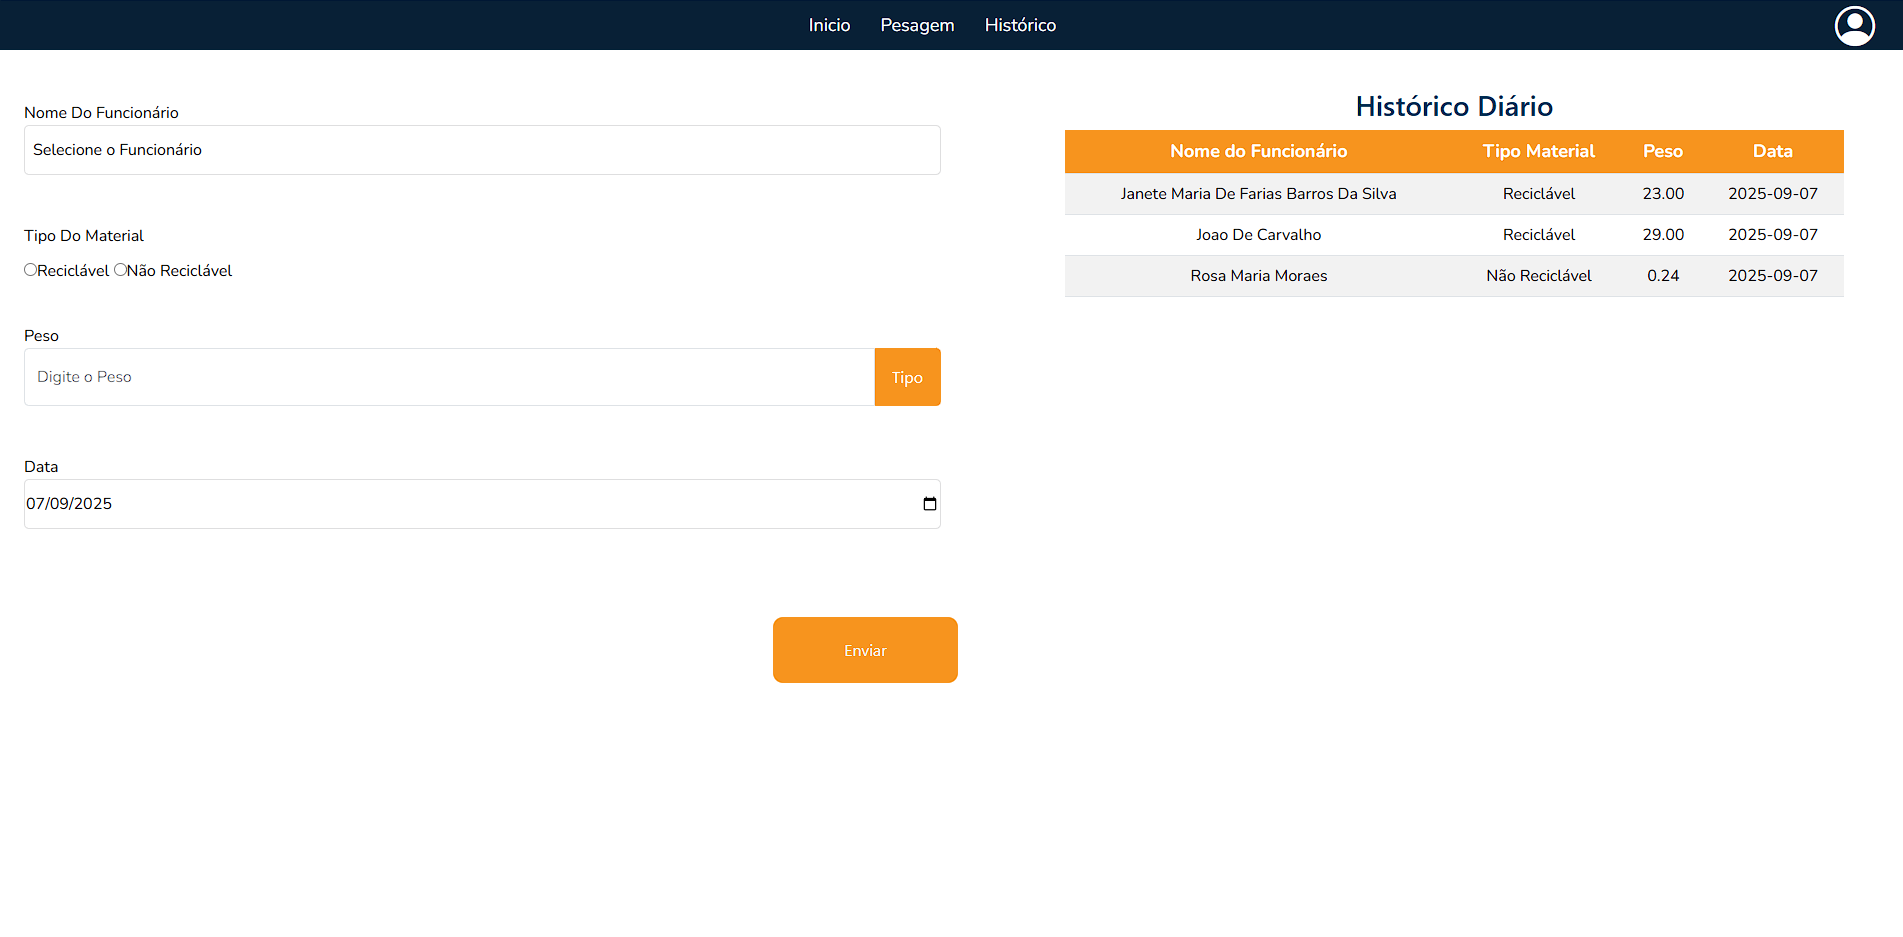 Inicio Pesagem Histórico
Nome Do Funcionário
Selecione o Funcionário
Tipo Do Material
Reciclável Não Reciclável
Peso
Digite o Peso Tipo
Data
07/09/2025
Enviar
Histórico Diário
Nome do Funcionário Tipo Material Peso Data
Janete Maria De Farias Barros Da Silva Reciclável 23.00 2025-09-07
Joao De Carvalho Reciclável 29.00 2025-09-07
Rosa Maria Moraes Não Reciclável 0.24 2025-09-07